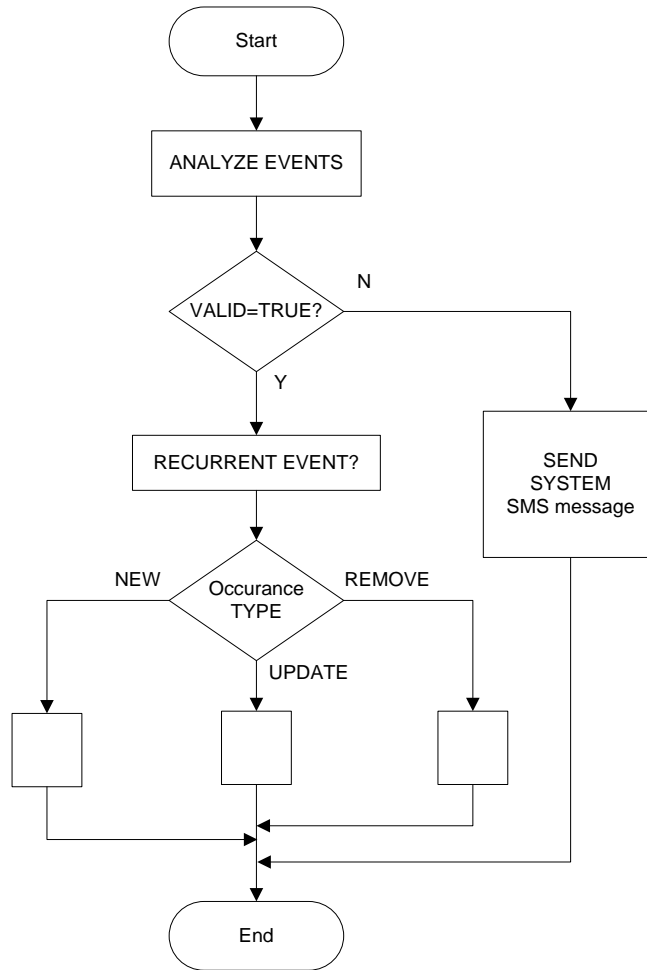 Start
ANALYZE EVENTS
VALID=TRUE?
N
Y
RECURRENT EVENT?
SEND
SYSTEM
SMS message
NEW
Occurance
TYPE
REMOVE
UPDATE
End